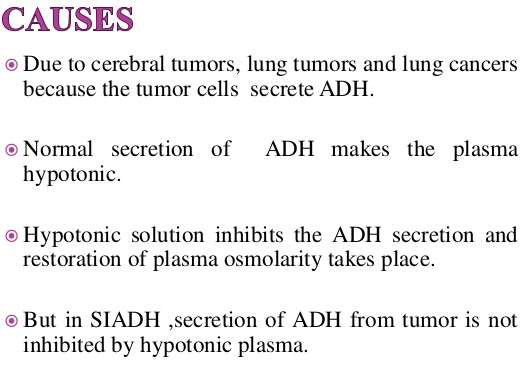 CAUSES
Due to cerebral tumors, lung tumors and lung cancers
because the tumor cells secrete ADH.
Normal secretion of ADH makes the plasma
hypotonic.
Hypotonic solution inhibits the ADH secretion and
restoration of plasma osmolarity takes place.
But in SIADH ,secretion of ADH from tumor is not
inhibited by hypotonic plasma.